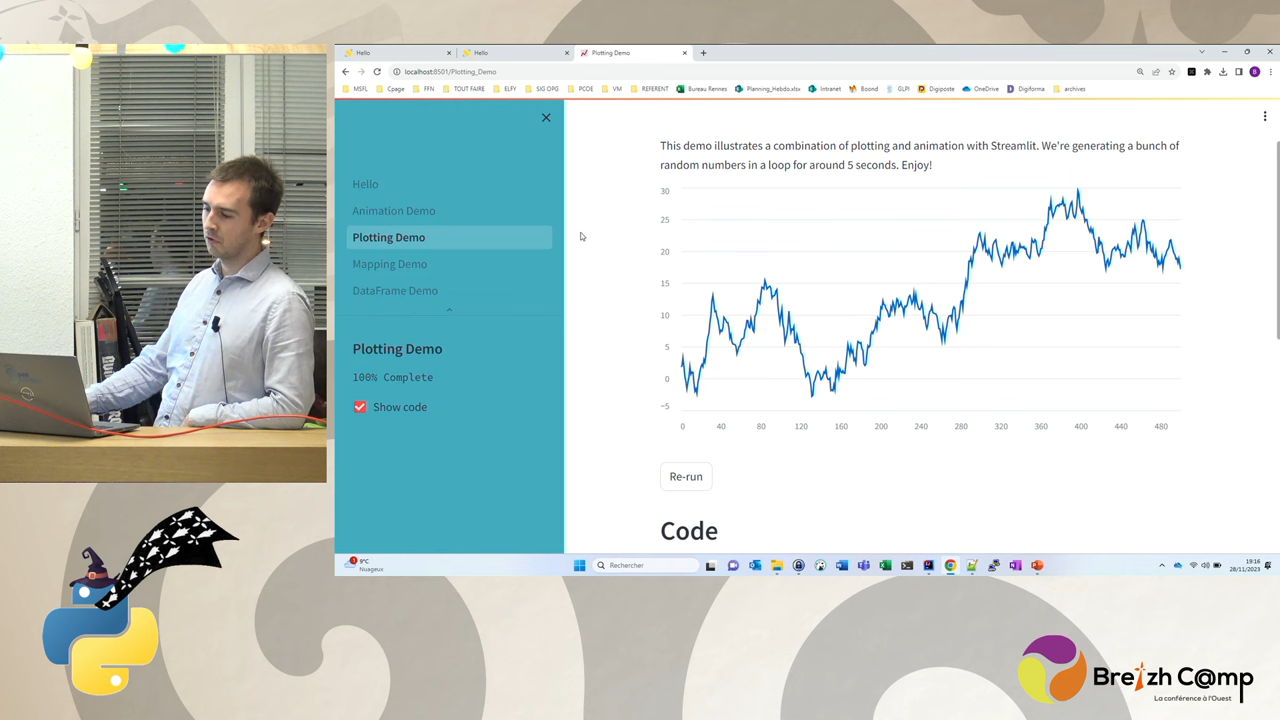 Hello
Hello
Plotting Demo
localhost:8501/Plotting_Demo
MSFL
Cpage
FFN
TOUT FAIRE
ELFY
SIG OPG
PCOE
VM
REFERENT
Bureau Rennes
Planning_Hebdo.xlsx
Intranet
Boond
GLPI
Digiposte
OneDrive
Digiforma
archives
Hello
Animation Demo
Plotting Demo
Mapping Demo
DataFrame Demo
Plotting Demo
100% Complete
Show code
This demo illustrates a combination of plotting and animation with Streamlit. We're generating a bunch of
random numbers in a loop for around 5 seconds. Enjoy!
30
25
20
15
10
5
0
−5
0 40 80 120 160 200 240 280 320 360 400 440 480
Re-run
Code
9°C
Nuageux
Rechercher
19:16
28/11/2023
Breizh C@mp
La conférence à l'Ouest